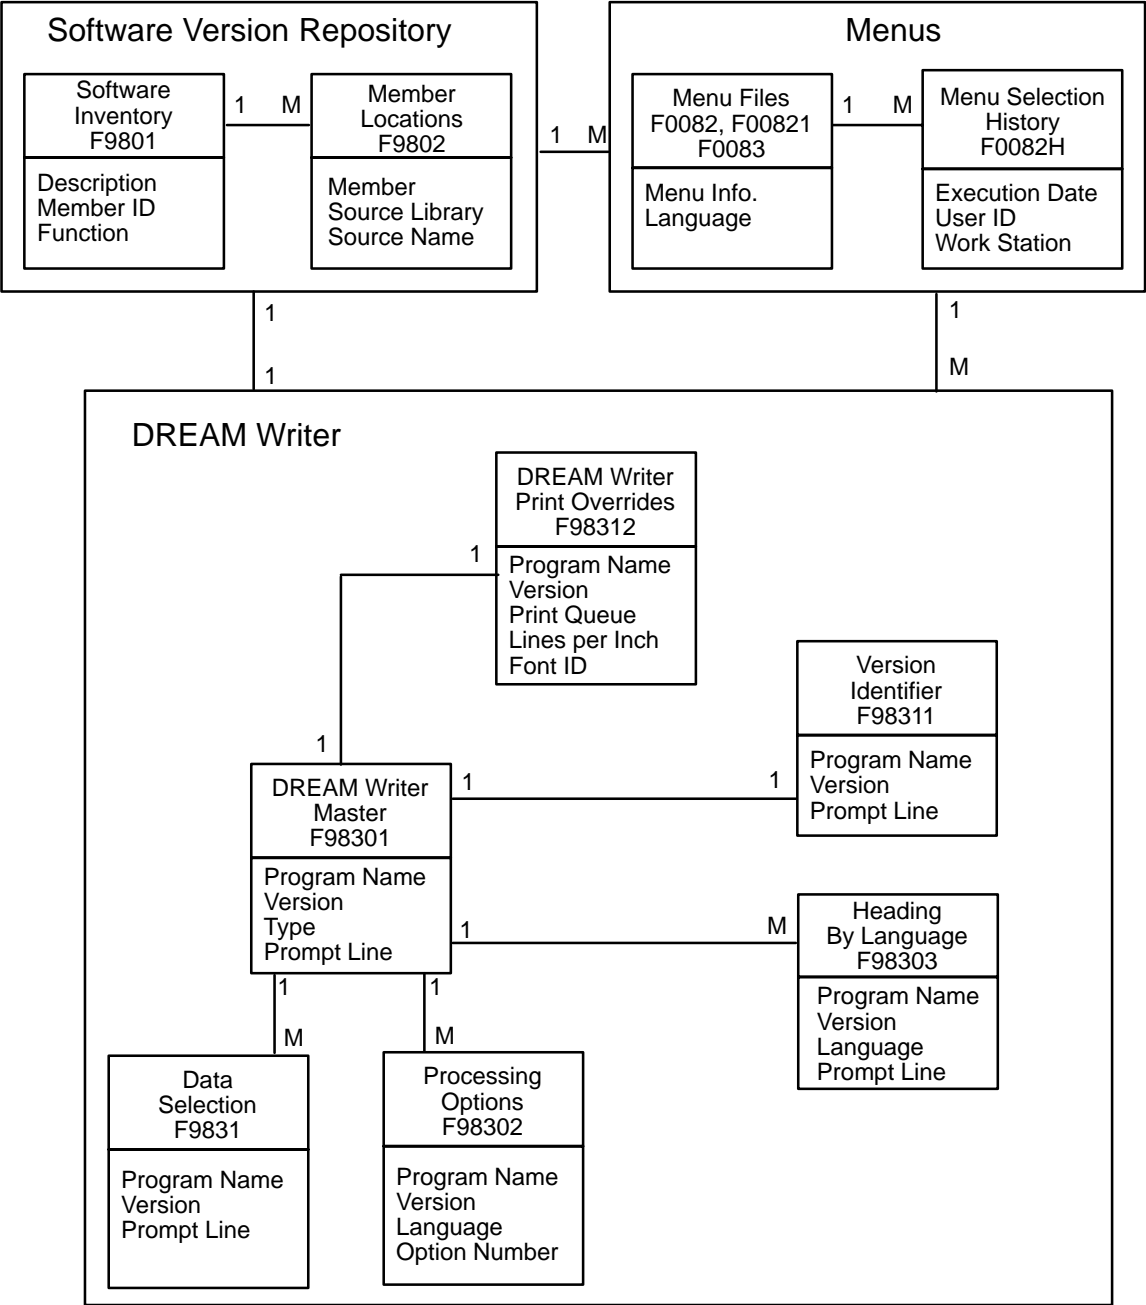 Software Version Repository
Software
Inventory
F9801
1 M
Member
Locations
F9802
Description
Member ID
Function
Member
Source Library
Source Name
1 M
Menus
Menu Files
F0082, F00821
F0083
1 M
Menu Selection
History
F0082H
Menu Info.
Language
Execution Date
User ID
Work Station
1
1
1
M
DREAM Writer
DREAM Writer
Print Overrides
F98312
1
Program Name
Version
Print Queue
Lines per Inch
Font ID
Version
Identifier
F98311
Program Name
Version
Prompt Line
1
DREAM Writer
Master
F98301
1
1
Program Name
Version
Type
Prompt Line
1
M
Heading
By Language
F98303
Program Name
Version
Language
Prompt Line
1
M
1
M
Data
Selection
F9831
Program Name
Version
Prompt Line
Processing
Options
F98302
Program Name
Version
Language
Option Number